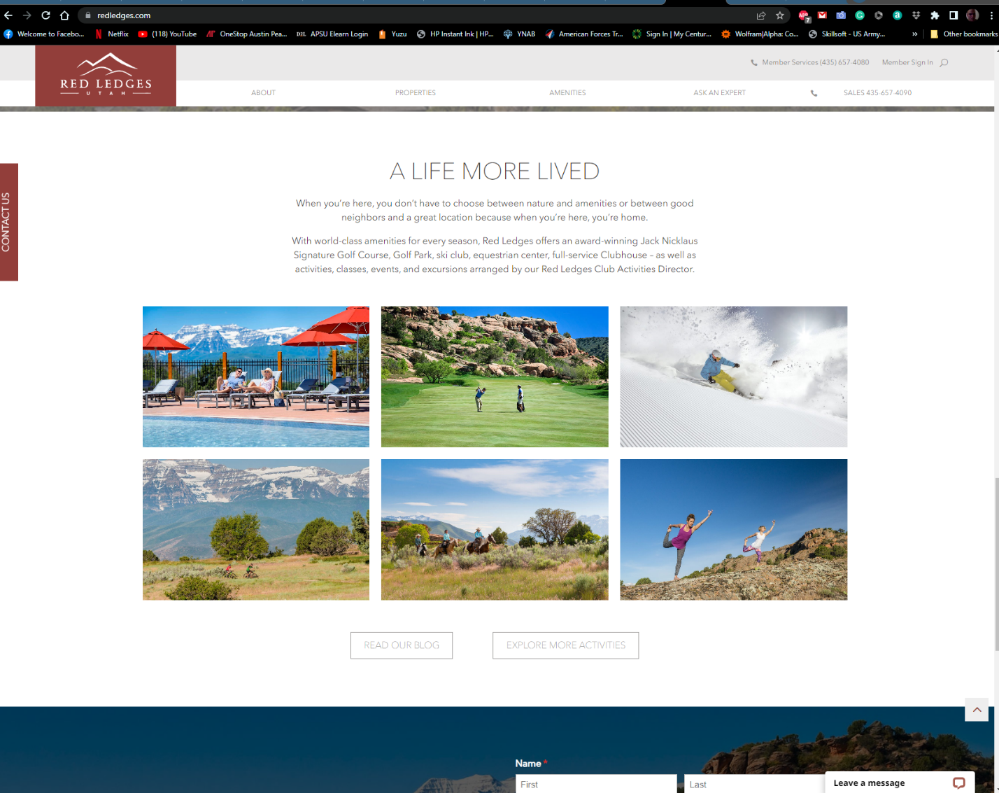 redledges.com
7
Welcome to Facebo...
Netflix
(118) YouTube
OneStop Austin Pea...
D2L APSU Elearn Login
Yuzu
HP Instant Ink | HP...
YNAB
American Forces Tr...
Sign In | My Centur...
Wolfram|Alpha: Co...
Skillsoft - US Army...
»
Other bookmarks
RED LEDGES
UTAH
Member Services (435) 657-4080
Member Sign In
ABOUT
PROPERTIES
AMENITIES
ASK AN EXPERT
SALES 435-657-4090
CONTACT US
A LIFE MORE LIVED
When you're here, you don't have to choose between nature and amenities or between good
neighbors and a great location because when you're here, you're home.
With world-class amenities for every season, Red Ledges offers an award-winning Jack Nicklaus
Signature Golf Course, Golf Park, ski club, equestrian center, full-service Clubhouse – as well as
activities, classes, events, and excursions arranged by our Red Ledges Club Activities Director.
READ OUR BLOG
EXPLORE MORE ACTIVITIES
Name *
First
Last
Leave a message